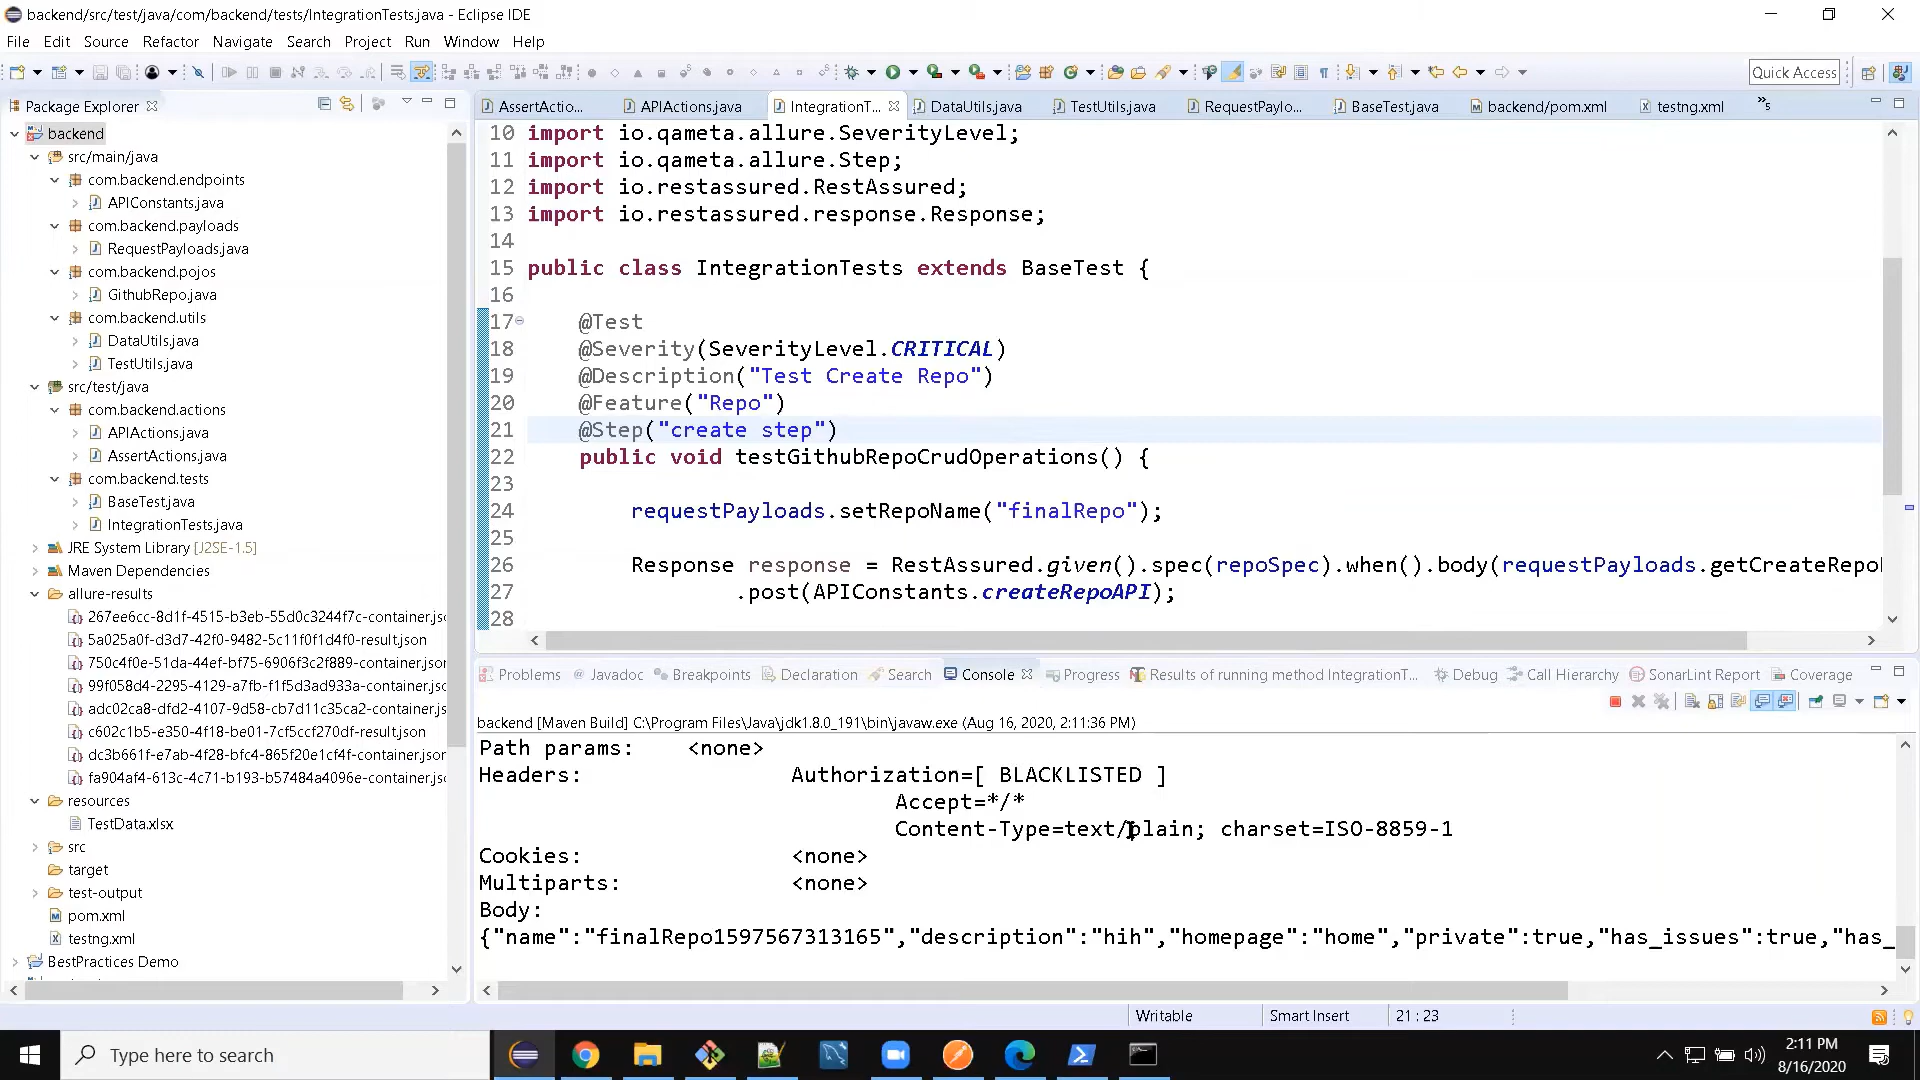 backend/src/test/java/com/backend/tests/IntegrationTests.java - Eclipse IDE
File Edit Source Refactor Navigate Search Project Run Window Help
Quick Access
Package Explorer
AssertActio... APIActions.java IntegrationT... DataUtils.java TestUtils.java RequestPaylo... BaseTest.java backend/pom.xml testng.xml »5
backend
src/main/java
com.backend.endpoints
APIConstants.java
com.backend.payloads
RequestPayloads.java
com.backend.pojos
GithubRepo.java
com.backend.utils
DataUtils.java
TestUtils.java
src/test/java
com.backend.actions
APIActions.java
AssertActions.java
com.backend.tests
BaseTest.java
IntegrationTests.java
JRE System Library [J2SE-1.5]
Maven Dependencies
allure-results
267ee6cc-8d1f-4515-b3eb-55d0c3244f7c-container.jso
5a025a0f-d3d7-42f0-9482-5c11f0f1d4f0-result.json
750c4f0e-51da-44ef-bf75-6906f3c2f889-container.jso
99f058d4-2295-4129-a7fb-f1f5d3ad933a-container.jso
adc02ca8-dfd2-4107-9d58-cb7d11c35ca2-container.jso
c602c1b5-e350-4f18-be01-7cf5ccf270df-result.json
dc3b661f-e7ab-4f28-bfc4-865f20e1cf4f-container.jso
fa904af4-613c-4c71-b193-b57484a4096e-container.jso
resources
TestData.xlsx
src
target
test-output
pom.xml
testng.xml
BestPractices Demo
10 import io.qameta.allure.SeverityLevel;
11 import io.qameta.allure.Step;
12 import io.restassured.RestAssured;
13 import io.restassured.response.Response;
14
15 public class IntegrationTests extends BaseTest {
16
17 @Test
18 @Severity(SeverityLevel.CRITICAL)
19 @Description("Test Create Repo")
20 @Feature("Repo")
21 @Step("create step")
22 public void testGithubRepoCrudOperations() {
23
24 requestPayloads.setRepoName("finalRepo");
25
26 Response response = RestAssured.given().spec(repoSpec).when().body(requestPayloads.getCreateRepo
27 .post(APIConstants.createRepoAPI);
28
Problems @ Javadoc Breakpoints Declaration Search Console Progress Results of running method IntegrationT... Debug Call Hierarchy SonarLint Report Coverage
backend [Maven Build] C:\Program Files\Java\jdk1.8.0_191\bin\javaw.exe (Aug 16, 2020, 2:11:36 PM)
Path params: <none>
Headers: Authorization=[ BLACKLISTED ]
Accept=*/*
Content-Type=text/plain; charset=ISO-8859-1
Cookies: <none>
Multiparts: <none>
Body:
{"name":"finalRepo1597567313165","description":"hih","homepage":"home","private":true,"has_issues":true,"has_
Writable Smart Insert 21 : 23
Type here to search
2:11 PM
8/16/2020